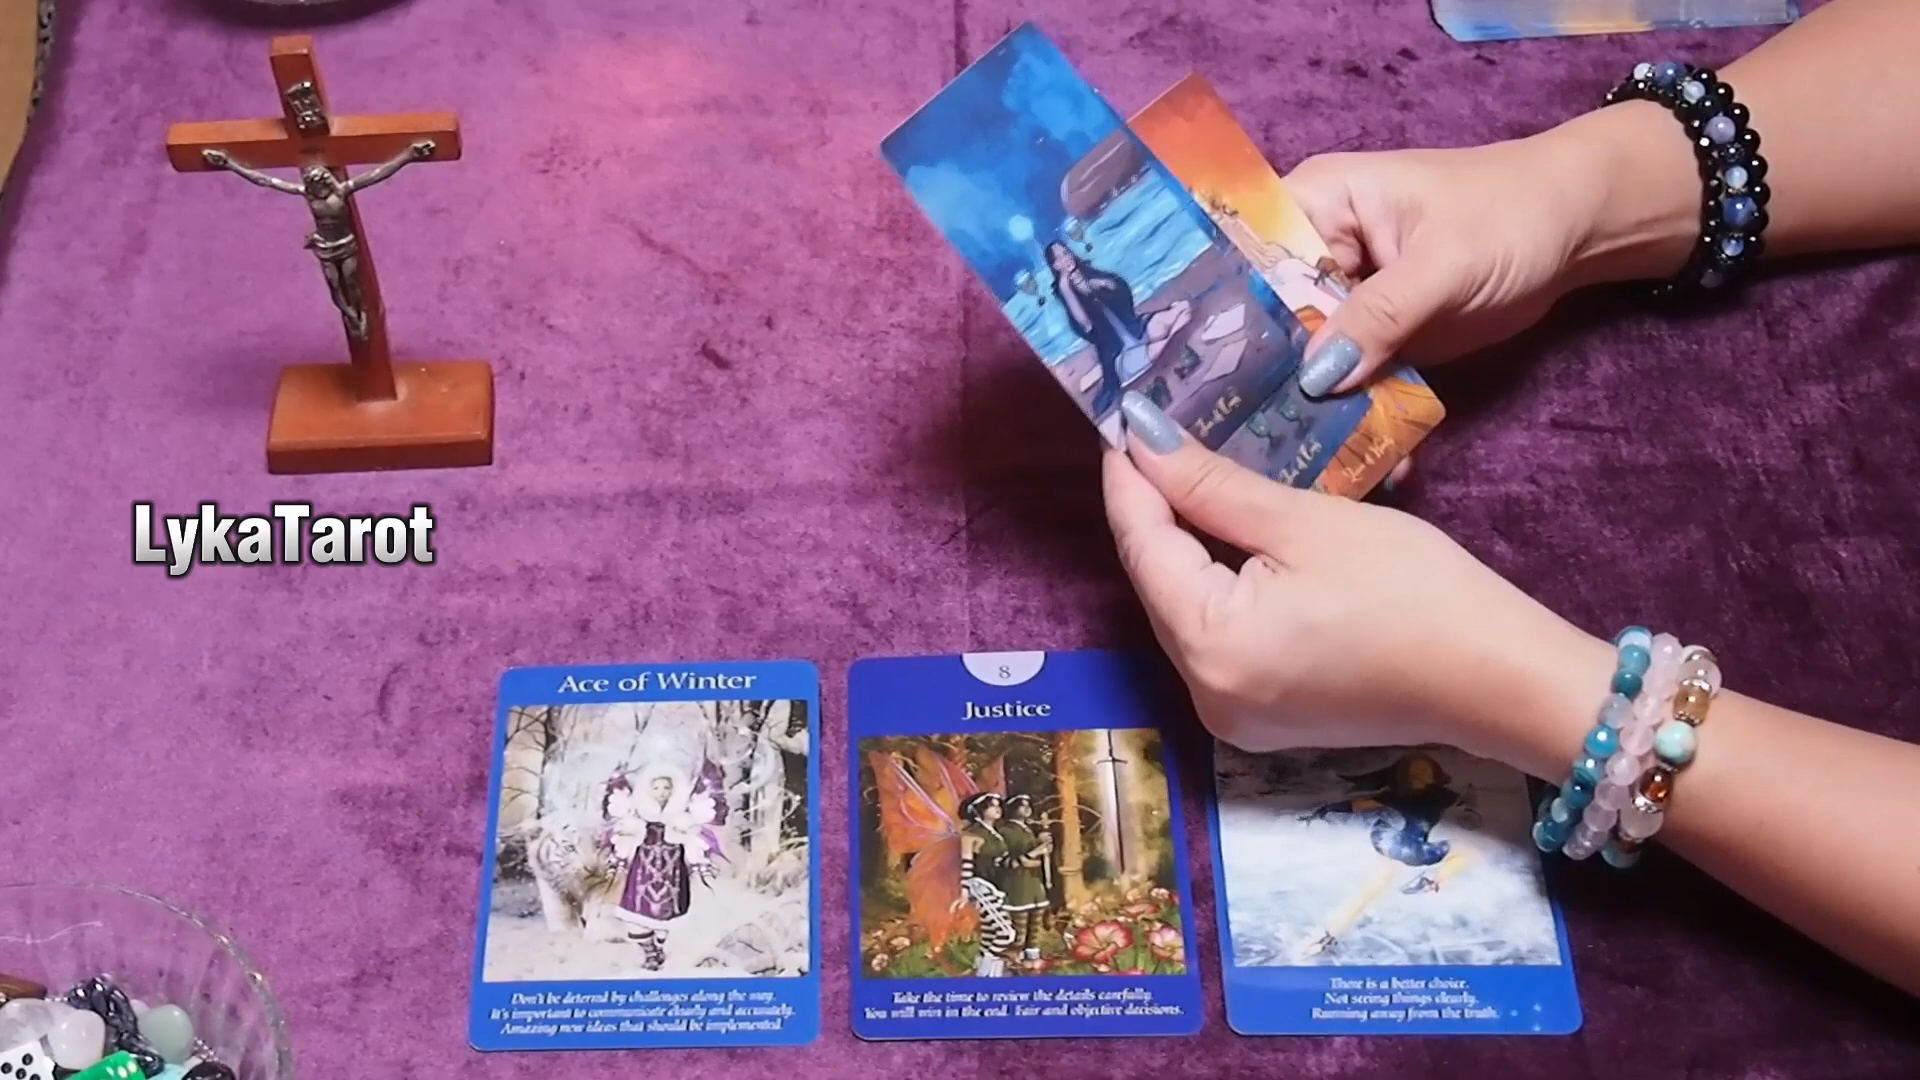 LykaTarot
Ace of Winter
Don't be deterred by challenges along the way.
It's important to communicate clearly and accurately.
Amazing new ideas that should be implemented.
8
Justice
Take the time to review the details carefully.
You will win in the end. Fair and objective decisions.
There is a better choice.
Not seeing things clearly.
Running away from the truth.